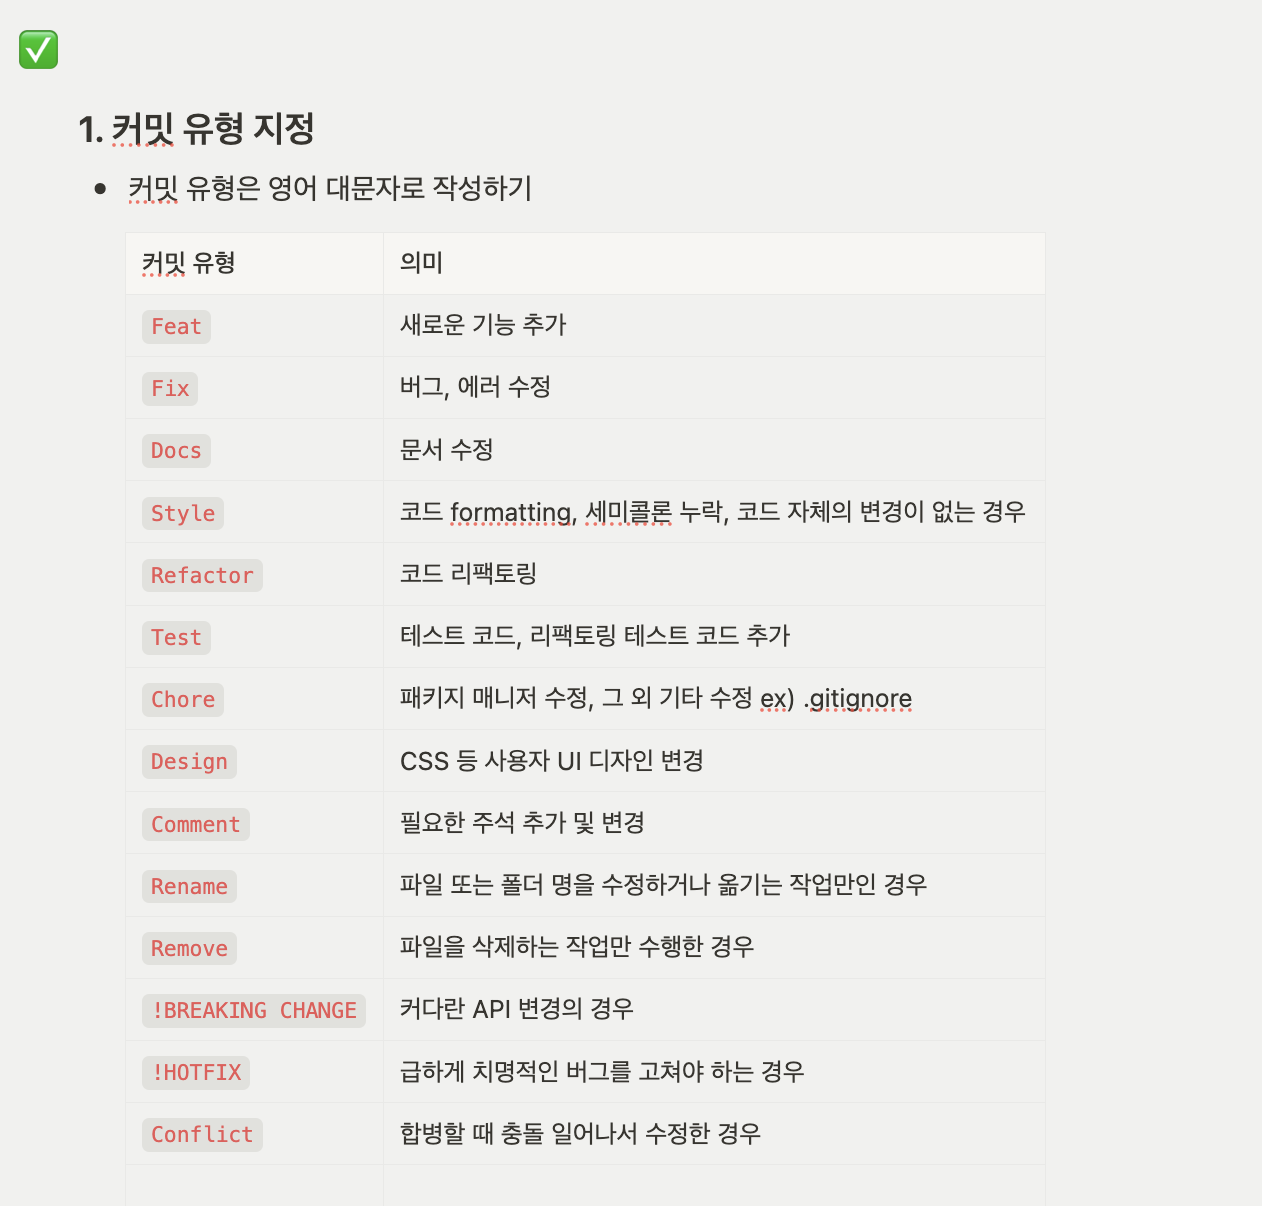 1. 커밋 유형 지정
커밋 유형은 영어 대문자로 작성하기
커밋 유형 의미
Feat 새로운 기능 추가
Fix 버그, 에러 수정
Docs 문서 수정
Style 코드 formatting, 세미콜론 누락, 코드 자체의 변경이 없는 경우
Refactor 코드 리팩토링
Test 테스트 코드, 리팩토링 테스트 코드 추가
Chore 패키지 매니저 수정, 그 외 기타 수정 ex) .gitignore
Design CSS 등 사용자 UI 디자인 변경
Comment 필요한 주석 추가 및 변경
Rename 파일 또는 폴더 명을 수정하거나 옮기는 작업만인 경우
Remove 파일을 삭제하는 작업만 수행한 경우
!BREAKING CHANGE 커다란 API 변경의 경우
!HOTFIX 급하게 치명적인 버그를 고쳐야 하는 경우
Conflict 합병할 때 충돌 일어나서 수정한 경우